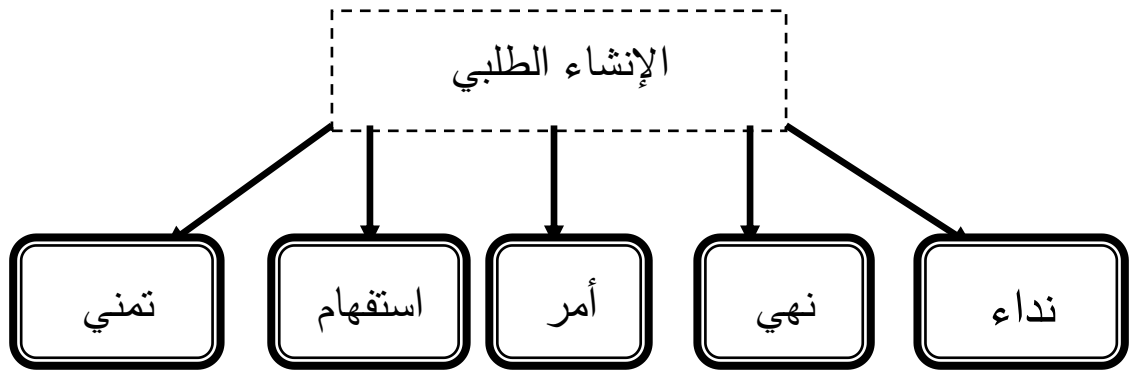 الإنشاء الطلبي
نداء
نهي
أمر
استفهام
تمني